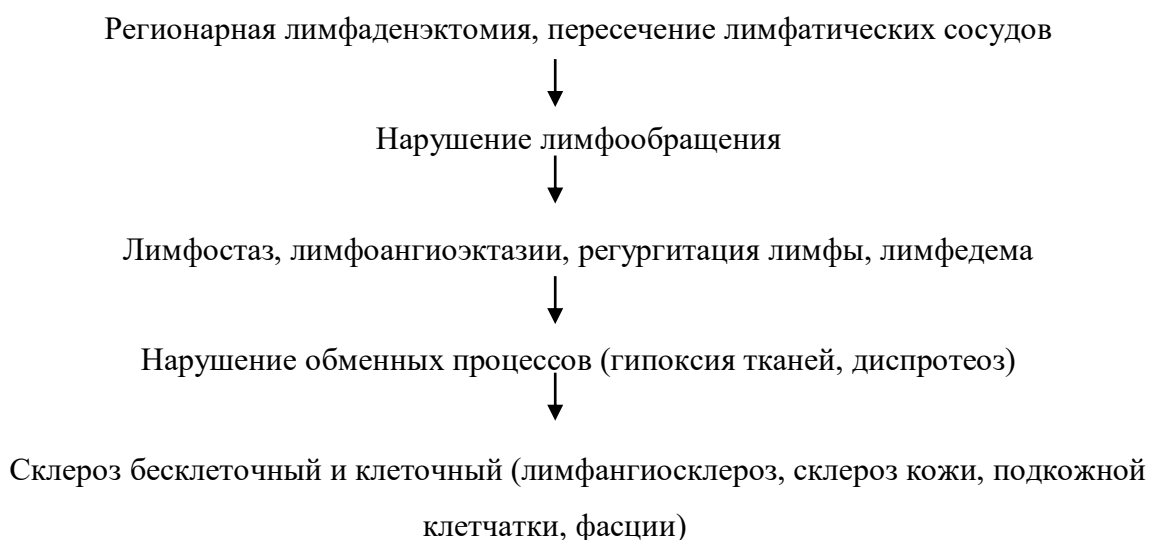 Регионарная лимфаденэктомия, пересечение лимфатических сосудов
Нарушение лимфообращения
Лимфостаз, лимфоангиоэктазии, регургитация лимфы, лимфедема
Нарушение обменных процессов (гипоксия тканей, диспротеоз)
Склероз бесклеточный и клеточный (лимфангиосклероз, склероз кожи, подкожной
клетчатки, фасции)